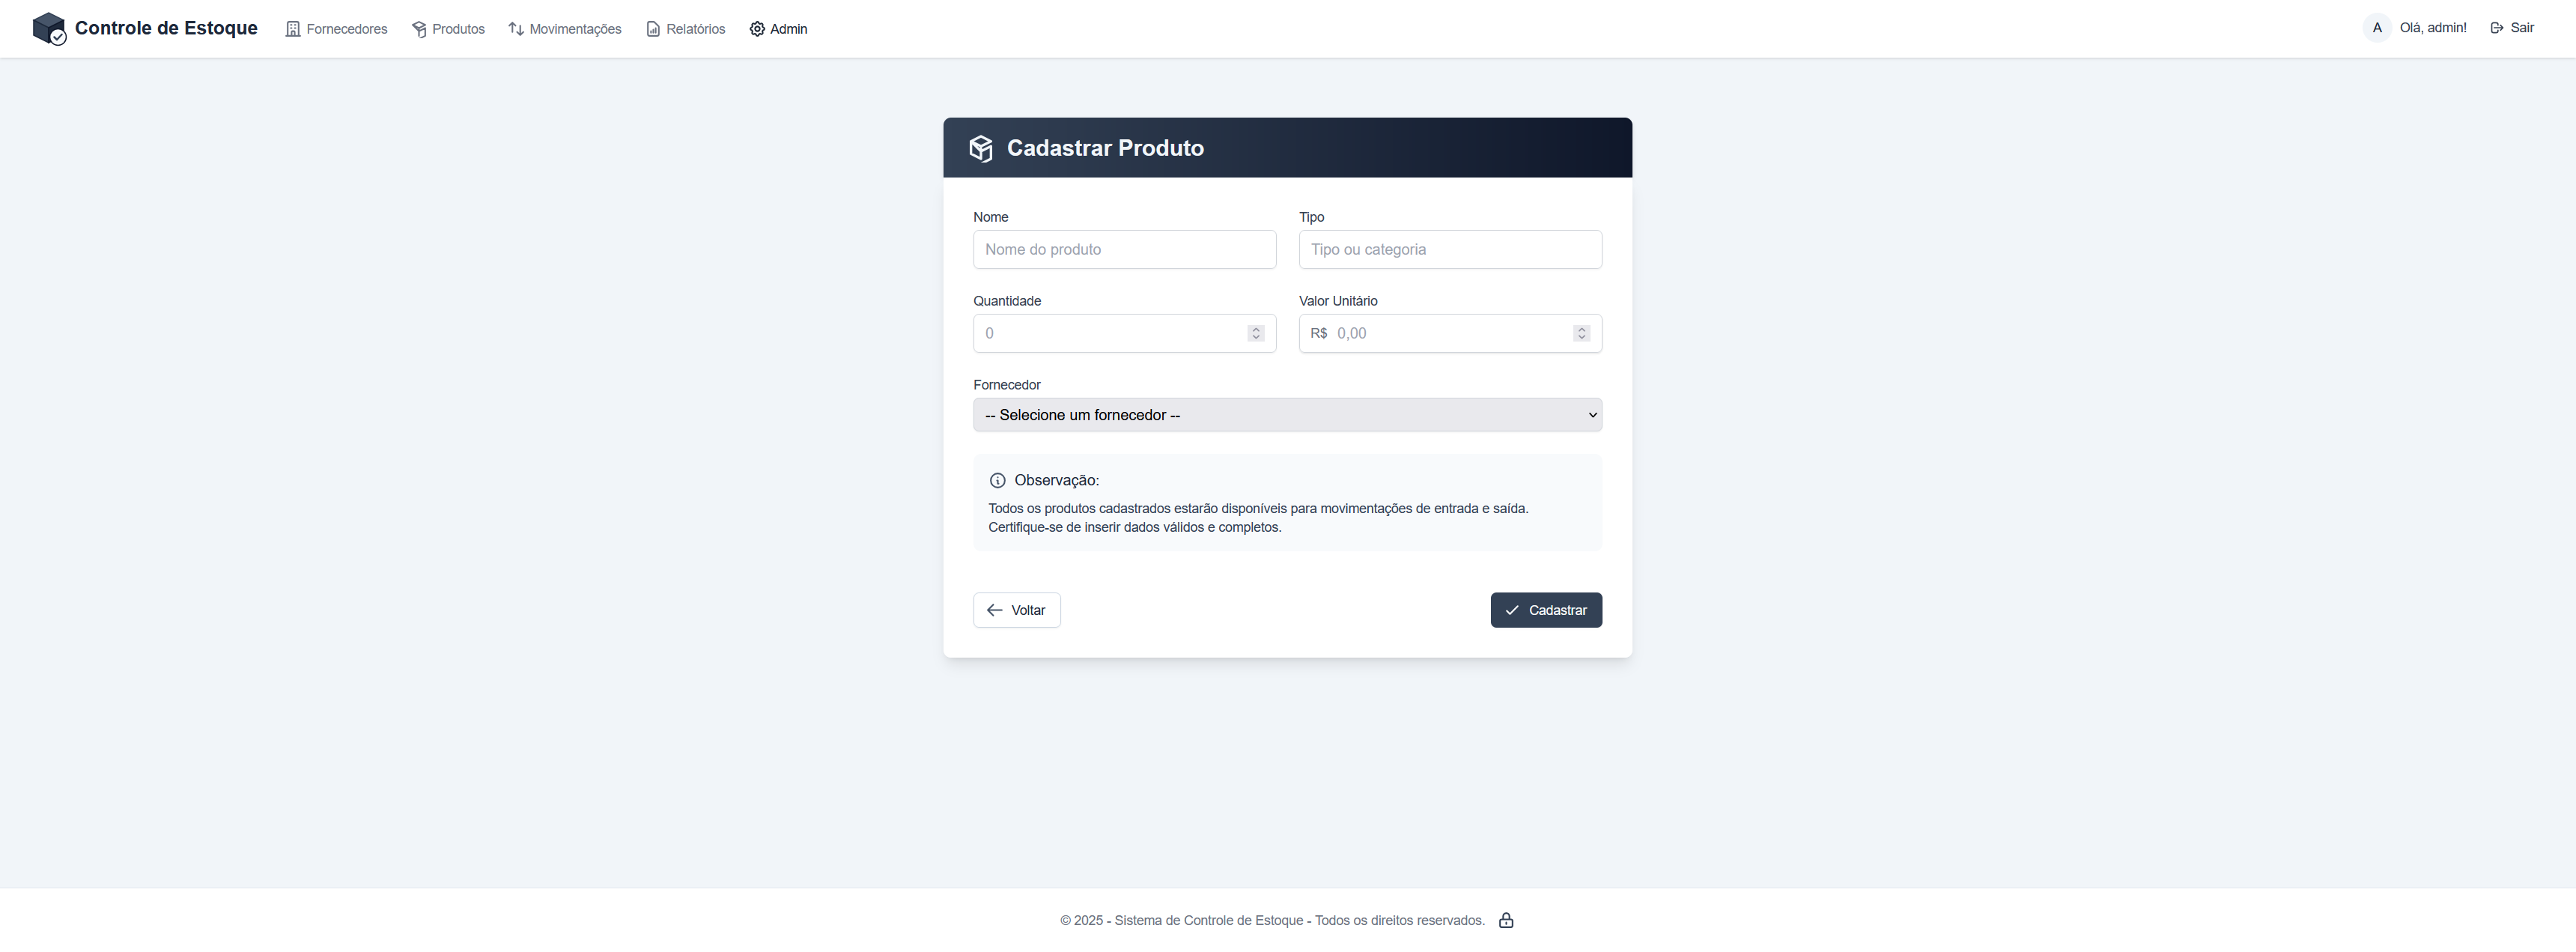 Controle de Estoque Fornecedores Produtos Movimentações Relatórios Admin A Olá, admin! Sair
Cadastrar Produto
Nome Tipo
Nome do produto Tipo ou categoria
Quantidade Valor Unitário
0 R$ 0,00
Fornecedor
-- Selecione um fornecedor --
Observação:
Todos os produtos cadastrados estarão disponíveis para movimentações de entrada e saída.
Certifique-se de inserir dados válidos e completos.
Voltar Cadastrar
© 2025 - Sistema de Controle de Estoque - Todos os direitos reservados.